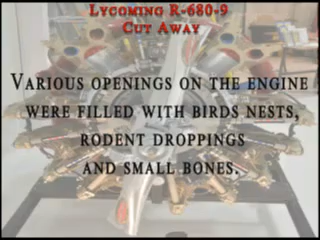 Lycoming R-680-9
Cut Away
Various openings on the engine
were filled with birds nests,
rodent droppings
and small bones.